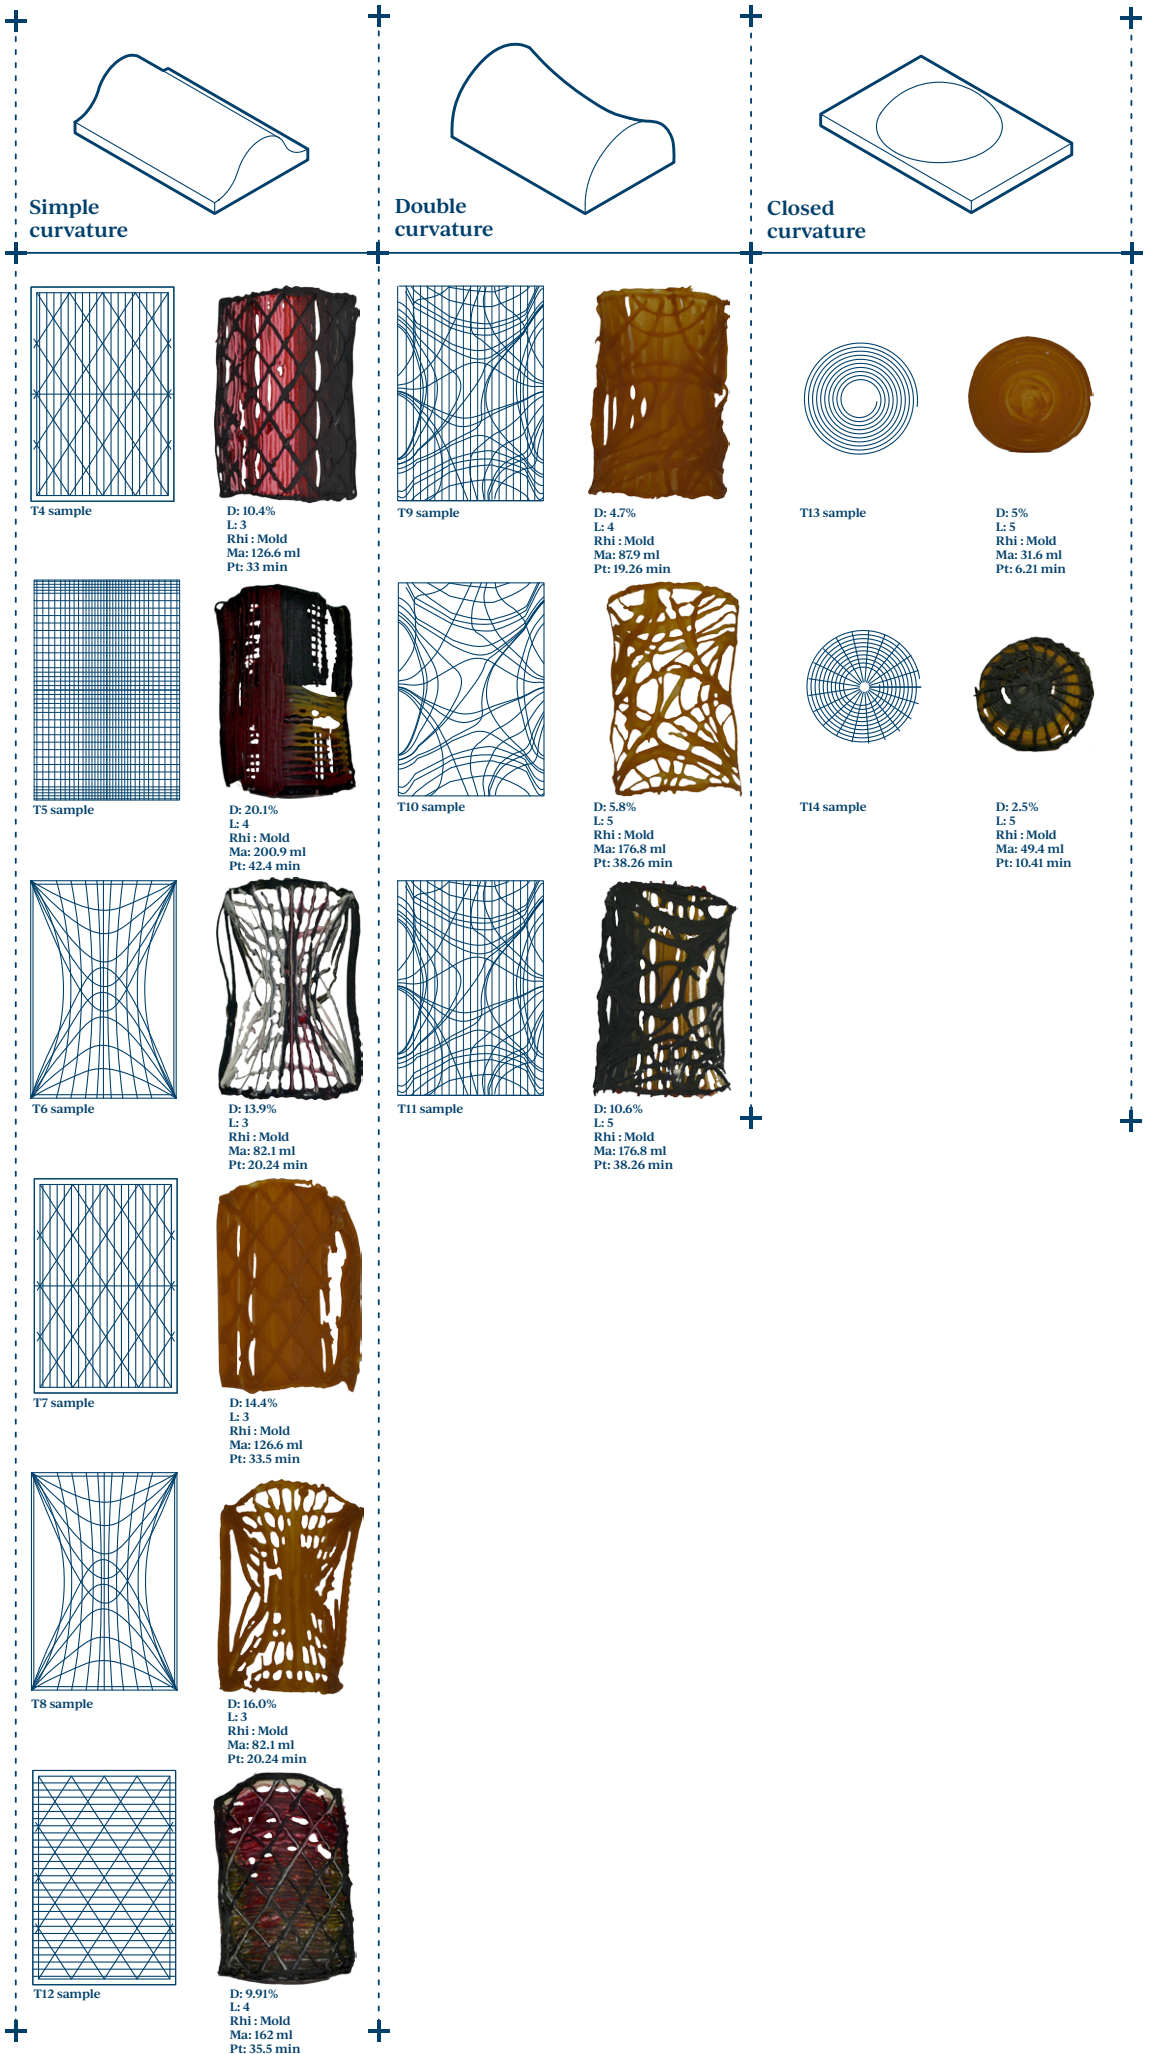 Simple
curvature
Double
curvature
Closed
curvature
T4 sample
D: 10.4%
L: 3
Rhi : Mold
Ma: 126.6 ml
Pt: 33 min
T5 sample
D: 20.1%
L: 4
Rhi : Mold
Ma: 200.9 ml
Pt: 42.4 min
T6 sample
D: 13.9%
L: 3
Rhi : Mold
Ma: 82.1 ml
Pt: 20.24 min
T7 sample
D: 14.4%
L: 3
Rhi : Mold
Ma: 126.6 ml
Pt: 33.5 min
T8 sample
D: 16.0%
L: 3
Rhi : Mold
Ma: 82.1 ml
Pt: 20.24 min
T12 sample
D: 9.91%
L: 4
Rhi : Mold
Ma: 162 ml
Pt: 35.5 min
T9 sample
D: 4.7%
L: 4
Rhi : Mold
Ma: 87.9 ml
Pt: 19.26 min
T10 sample
D: 5.8%
L: 5
Rhi : Mold
Ma: 176.8 ml
Pt: 38.26 min
T11 sample
D: 10.6%
L: 5
Rhi : Mold
Ma: 176.8 ml
Pt: 38.26 min
T13 sample
D: 5%
L: 5
Rhi : Mold
Ma: 31.6 ml
Pt: 6.21 min
T14 sample
D: 2.5%
L: 5
Rhi : Mold
Ma: 49.4 ml
Pt: 10.41 min